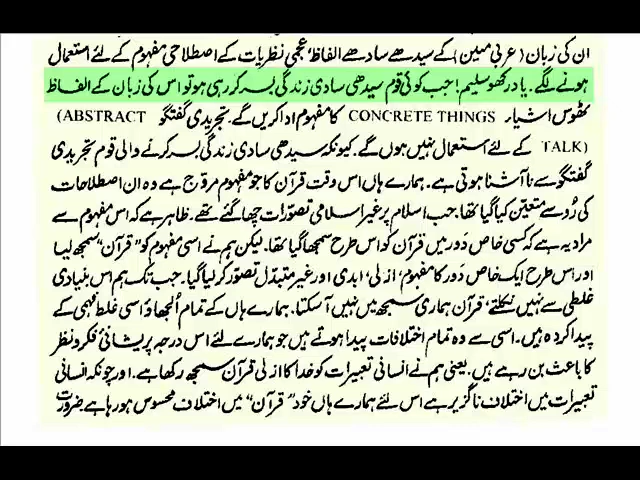 ان کی زبان (عربی مبین) کے سیدھے سادھے الفاظ، عجمی نظریات کے اصطلاحی مفہوم کے لئے استعمال
ہونے لگے۔ یاد رکھو سلیم! جب کوئی قوم سیدھی سادی زندگی بسر کر رہی ہو تو اس کی زبان کے الفاظ
ٹھوس اشیار CONCRETE THINGS کا مفہوم ادا کریں گے۔ تجریدی گفتگو (ABSTRACT
TALK) کے لئے استعمال نہیں ہوں گے۔ کیونکہ سیدھی سادی زندگی بسر کرنے والی قوم تجریدی
گفتگو سے نا آشنا ہوتی ہے۔ ہمارے ہاں اس وقت قرآن کا جو مفہوم مروج ہے وہ ان اصطلاحات
کی رُو سے متعین کیا گیا تھا۔ جب اسلام پر غیر اسلامی تصورات چھا گئے تھے۔ ظاہر ہے کہ اس مفہوم سے
مراد یہ ہے کہ کسی خاص دَور میں قرآن کو اس طرح سمجھا گیا تھا۔ لیکن ہم نے اسی مفہوم کو "قرآن" سمجھ لیا
اور اس طرح ایک خاص دَور کا مفہوم، ازلی، ابدی اور غیر متبدّل تصور کر لیا گیا۔ جب تک ہم اس بنیادی
غلطی سے نہیں نکلتے، قرآن ہماری سمجھ میں نہیں آ سکتا۔ ہمارے ہاں کے تمام اُلجھاؤ اسی غلط فہمی کے
پیدا کردہ ہیں۔ اسی سے وہ تمام اختلافات پیدا ہوتے ہیں جو ہمارے لئے اس درجہ پریشانیٔ فکر و نظر
کا باعث بن رہے ہیں۔ یعنی ہم نے انسانی تعبیرات کو خدا کا ازلی قرآن سمجھ رکھا ہے۔ اور چونکہ انسانی
تعبیرات میں اختلاف ناگزیر ہے اس لئے ہمارے ہاں خود "قرآن" میں اختلاف محسوس ہو رہا ہے۔ ضرورت